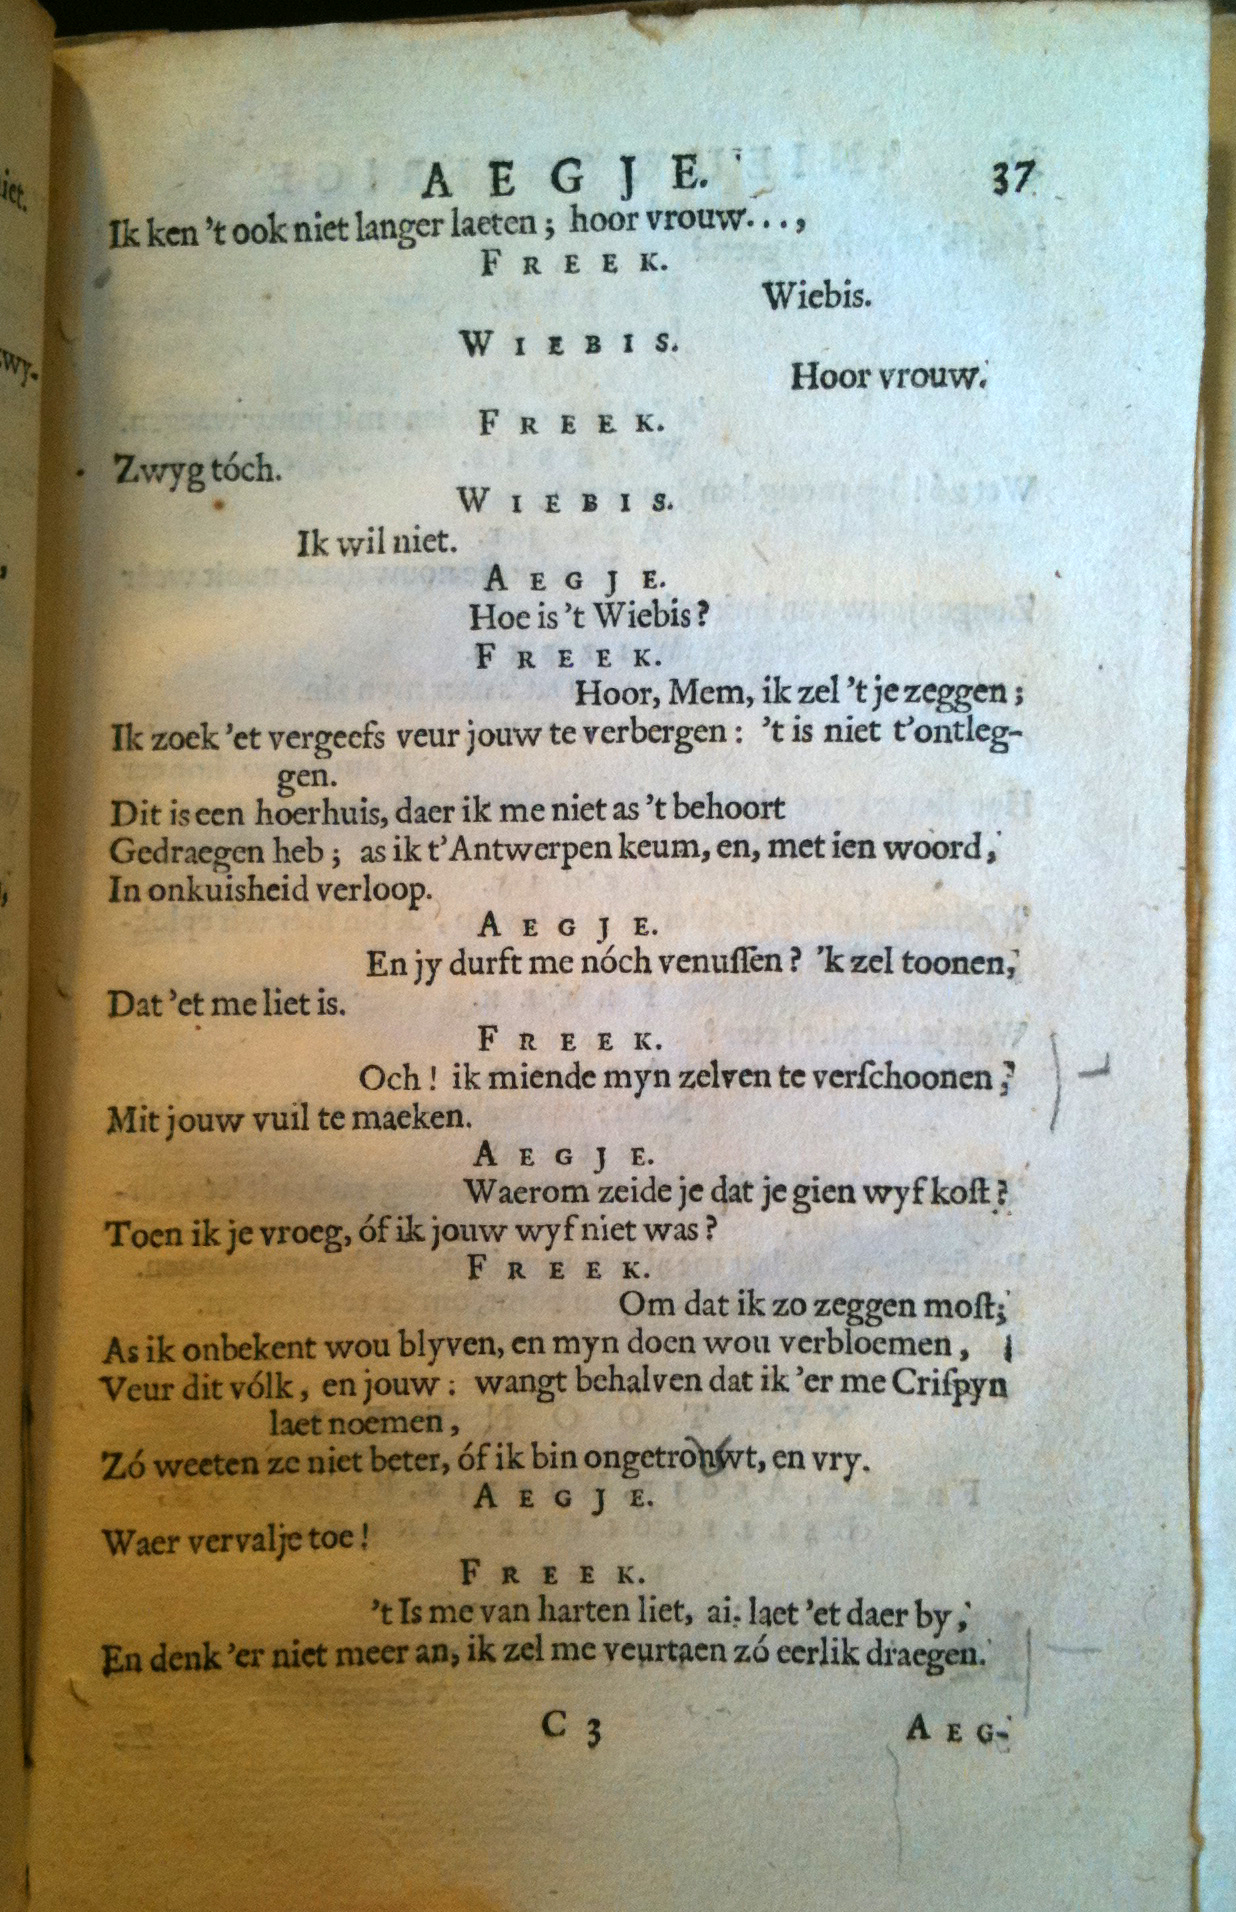 AEGJE. 37
Ik ken 't ook niet langer laeten; hoor vrouw...,
FREEK.
Wiebis.
WIEBIS.
Hoor vrouw.
FREEK.
Zwyg tóch.
WIEBIS.
Ik wil niet.
AEGJE.
Hoe is 't Wiebis?
FREEK.
Hoor, Mem, ik zel 't je zeggen;
Ik zoek 'et vergeefs veur jouw te verbergen: 't is niet t'ontleg-
gen.
Dit is een hoerhuis, daer ik me niet as 't behoort
Gedraegen heb; as ik t'Antwerpen keum, en, met ien woord,
In onkuisheid verloop.
AEGJE.
En jy durft me nóch venuſſen? 'k zel toonen,
Dat 'et me liet is.
FREEK.
Och! ik miende myn zelven te verſchoonen,
Mit jouw vuil te maeken.
AEGJE.
Waerom zeide je dat je gien wyf koſt?
Toen ik je vroeg, óf ik jouw wyf niet was?
FREEK.
Om dat ik zo zeggen moſt;
As ik onbekent wou blyven, en myn doen wou verbloemen,
Veur dit vólk, en jouw: wangt behalven dat ik 'er me Criſpyn
laet noemen,
Zó weeten ze niet beter, óf ik bin ongetrouwt, en vry.
AEGJE.
Waer vervalje toe!
FREEK.
't Is me van harten liet, ai. laet 'et daer by,
En denk 'er niet meer an, ik zel me veurtaen zó eerlik draegen.
C 3 AEG-
iet.
wy-